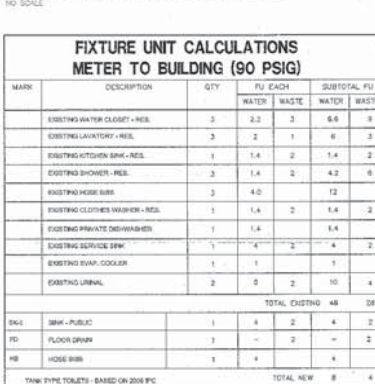 NO SCALE
FIXTURE UNIT CALCULATIONS
METER TO BUILDING (90 PSIG)
MARK DESCRIPTION QTY FU EACH SUBTOTAL FU
WATER WASTE WATER WASTE
EXISTING WATER CLOSET - RES. 3 2.2 3 6.6 9
EXISTING LAVATORY - RES. 3 2 1 6 3
EXISTING KITCHEN SINK - RES. 1 1.4 2 1.4 2
EXISTING SHOWER - RES. 3 1.4 2 4.2 6
EXISTING HOSE BIBB 3 4.0 12
EXISTING CLOTHES WASHER - RES. 1 1.4 2 1.4 2
EXISTING PRIVATE DISHWASHER 1 1.4 1.4
EXISTING SERVICE SINK 1 4 2 4 2
EXISTING EVAP. COOLER 1 1 1
EXISTING URINAL 2 5 2 10 4
TOTAL EXISTING 48 28
SINK - PUBLIC 1 4 2 4 2
FD FLOOR DRAIN 1 - 2 - 2
HB HOSE BIBB 1 4 4
TANK TYPE TOILETS - BASED ON 2006 IPC TOTAL NEW 8 4